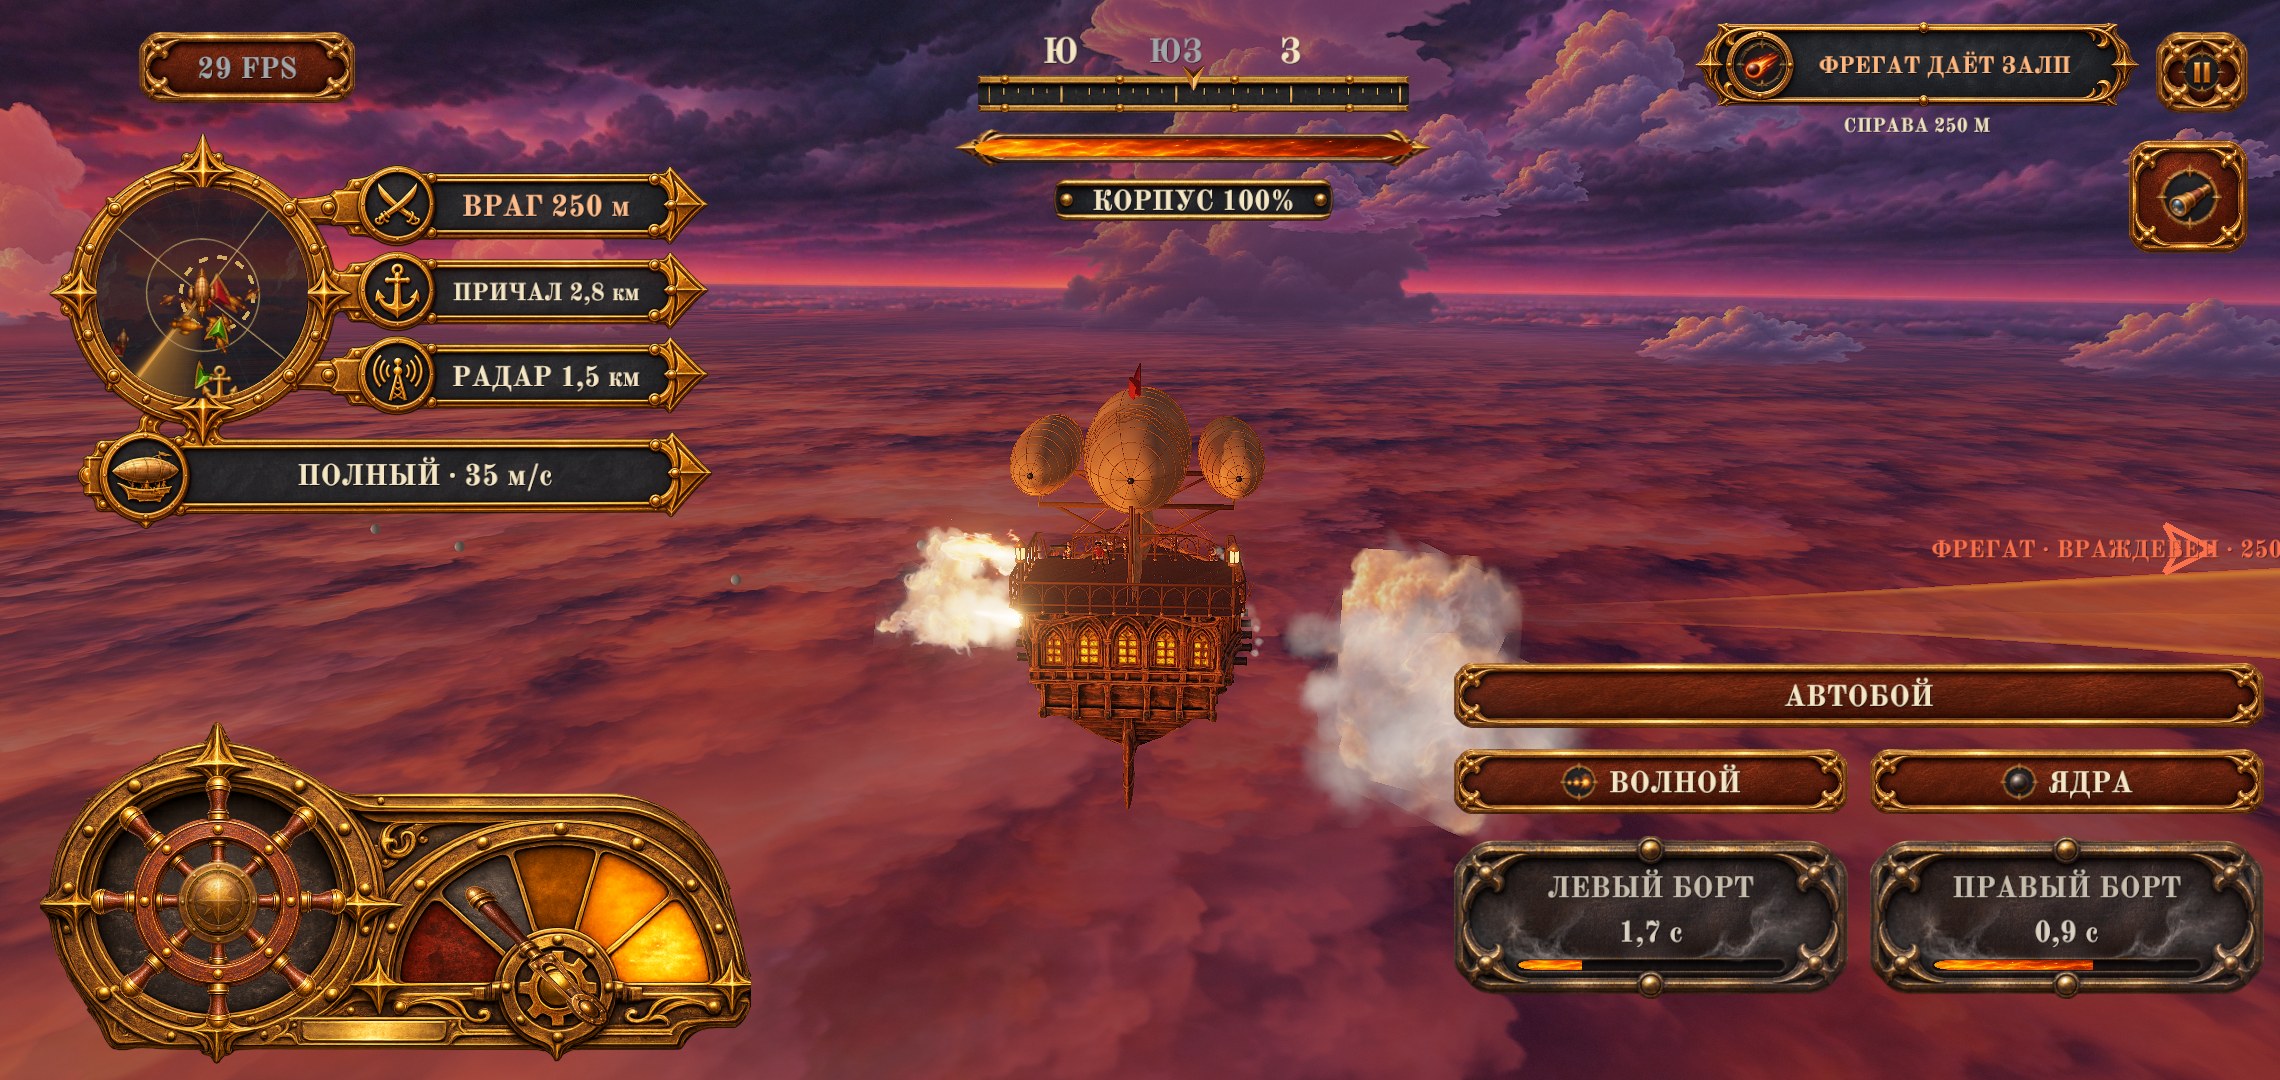 29 FPS
Ю ЮЗ З
КОРПУС 100%
ФРЕГАТ ДАЁТ ЗАЛП
СПРАВА 250 М
ВРАГ 250 м
ПРИЧАЛ 2,8 км
РАДАР 1,5 км
ПОЛНЫЙ · 35 м/с
ФРЕГАТ · ВРАЖДЕБЕН · 250
АВТОБОЙ
ВОЛНОЙ
ЯДРА
ЛЕВЫЙ БОРТ
1,7 с
ПРАВЫЙ БОРТ
0,9 с